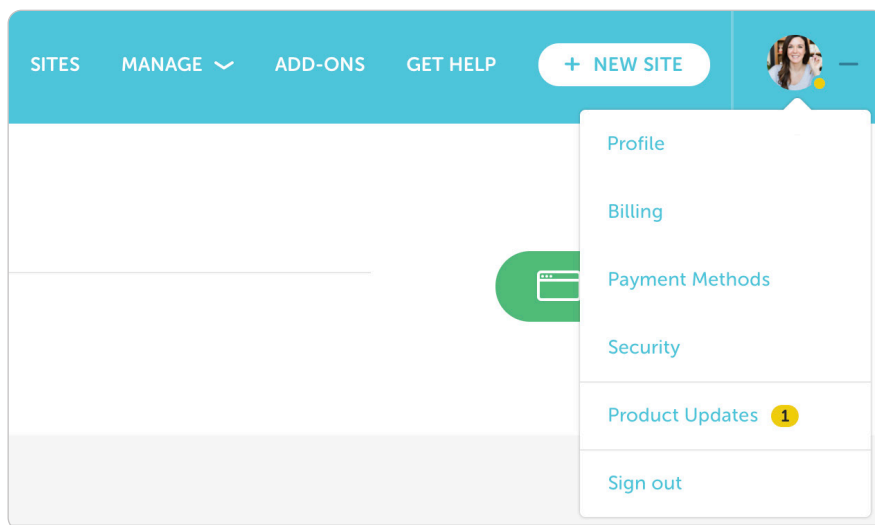 SITES MANAGE ADD-ONS GET HELP + NEW SITE
Profile
Billing
Payment Methods
Security
Product Updates 1
Sign out